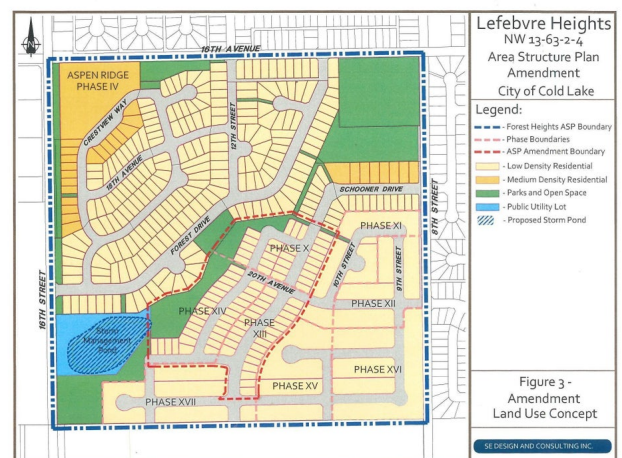 Lefebvre Heights
NW 13-63-2-4
Area Structure Plan
Amendment
City of Cold Lake
Legend:
- Forest Heights ASP Boundary
- Phase Boundaries
- ASP Amendment Boundary
- Low Density Residential
- Medium Density Residential
- Parks and Open Space
- Public Utility Lot
- Proposed Storm Pond
Figure 3 -
Amendment
Land Use Concept
SE DESIGN AND CONSULTING INC.
16TH AVENUE
ASPEN RIDGE
PHASE IV
CRESTVIEW WAY
18TH AVENUE
12TH STREET
FOREST DRIVE
SCHOONER DRIVE
8TH STREET
16TH STREET
PHASE X
PHASE XI
20TH AVENUE
10TH STREET
9TH STREET
PHASE XII
PHASE XIV
PHASE
XIII
Storm
Management
Pond
PHASE XV
PHASE XVI
PHASE XVII